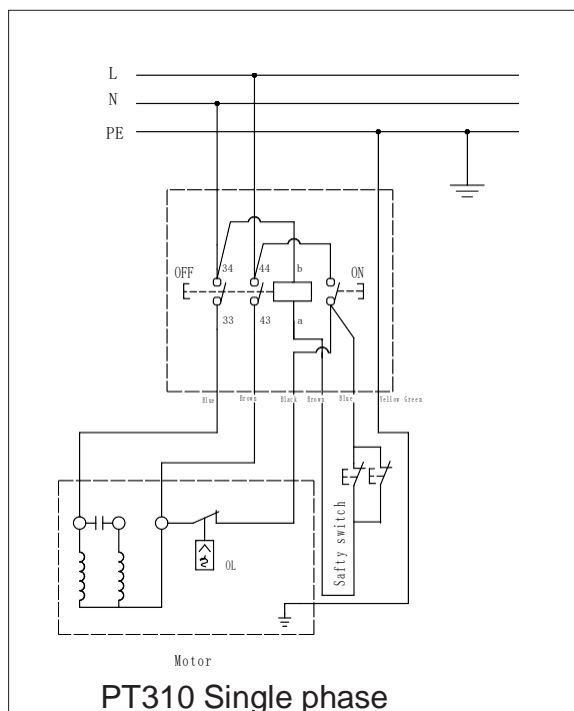 L
N
PE
OFF 34 44 b ON
33 43 a
Blue Brown Black Brown Blue Yellow Green
Safty switch
OL
Motor
PT310 Single phase